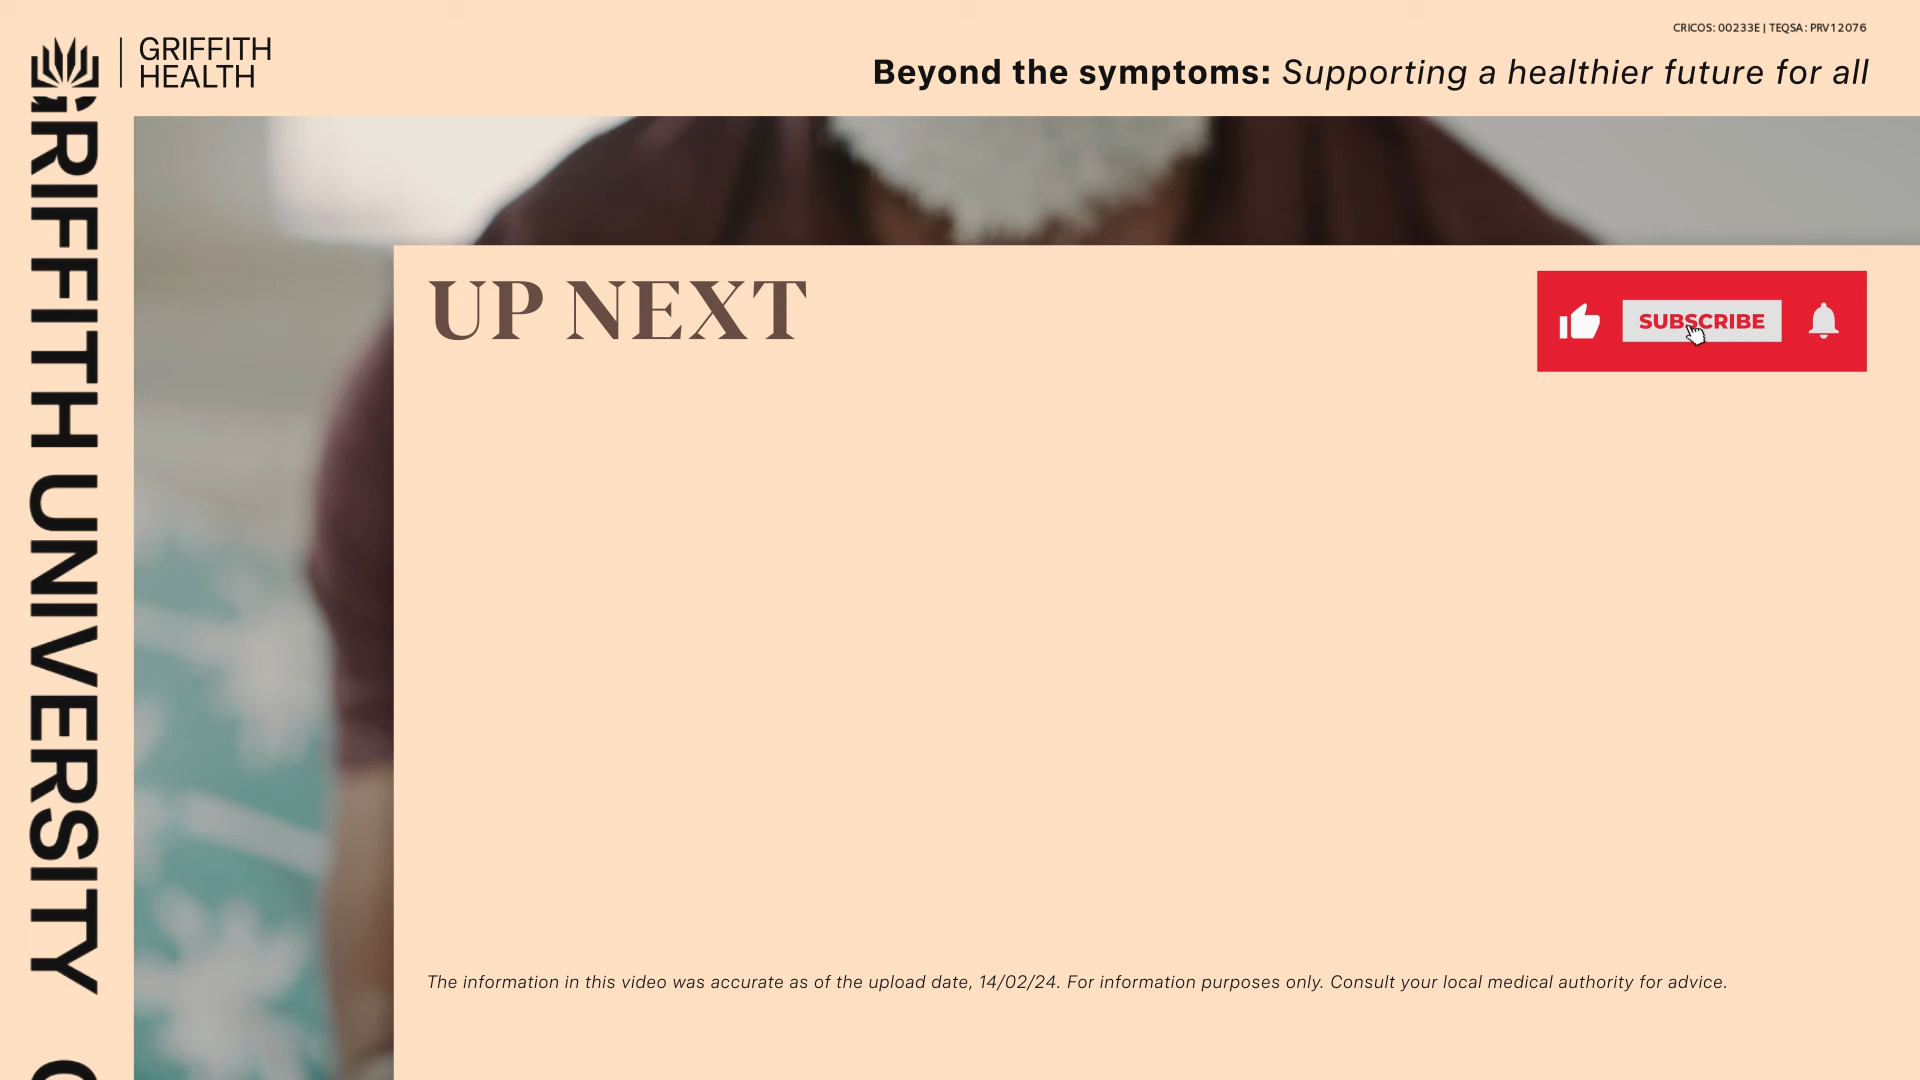 CRICOS: 00233E | TEQSA: PRV12076
GRIFFITH
HEALTH
Beyond the symptoms: Supporting a healthier future for all
GRIFFITH UNIVERSITY
UP NEXT
SUBSCRIBE
The information in this video was accurate as of the upload date, 14/02/24. For information purposes only. Consult your local medical authority for advice.